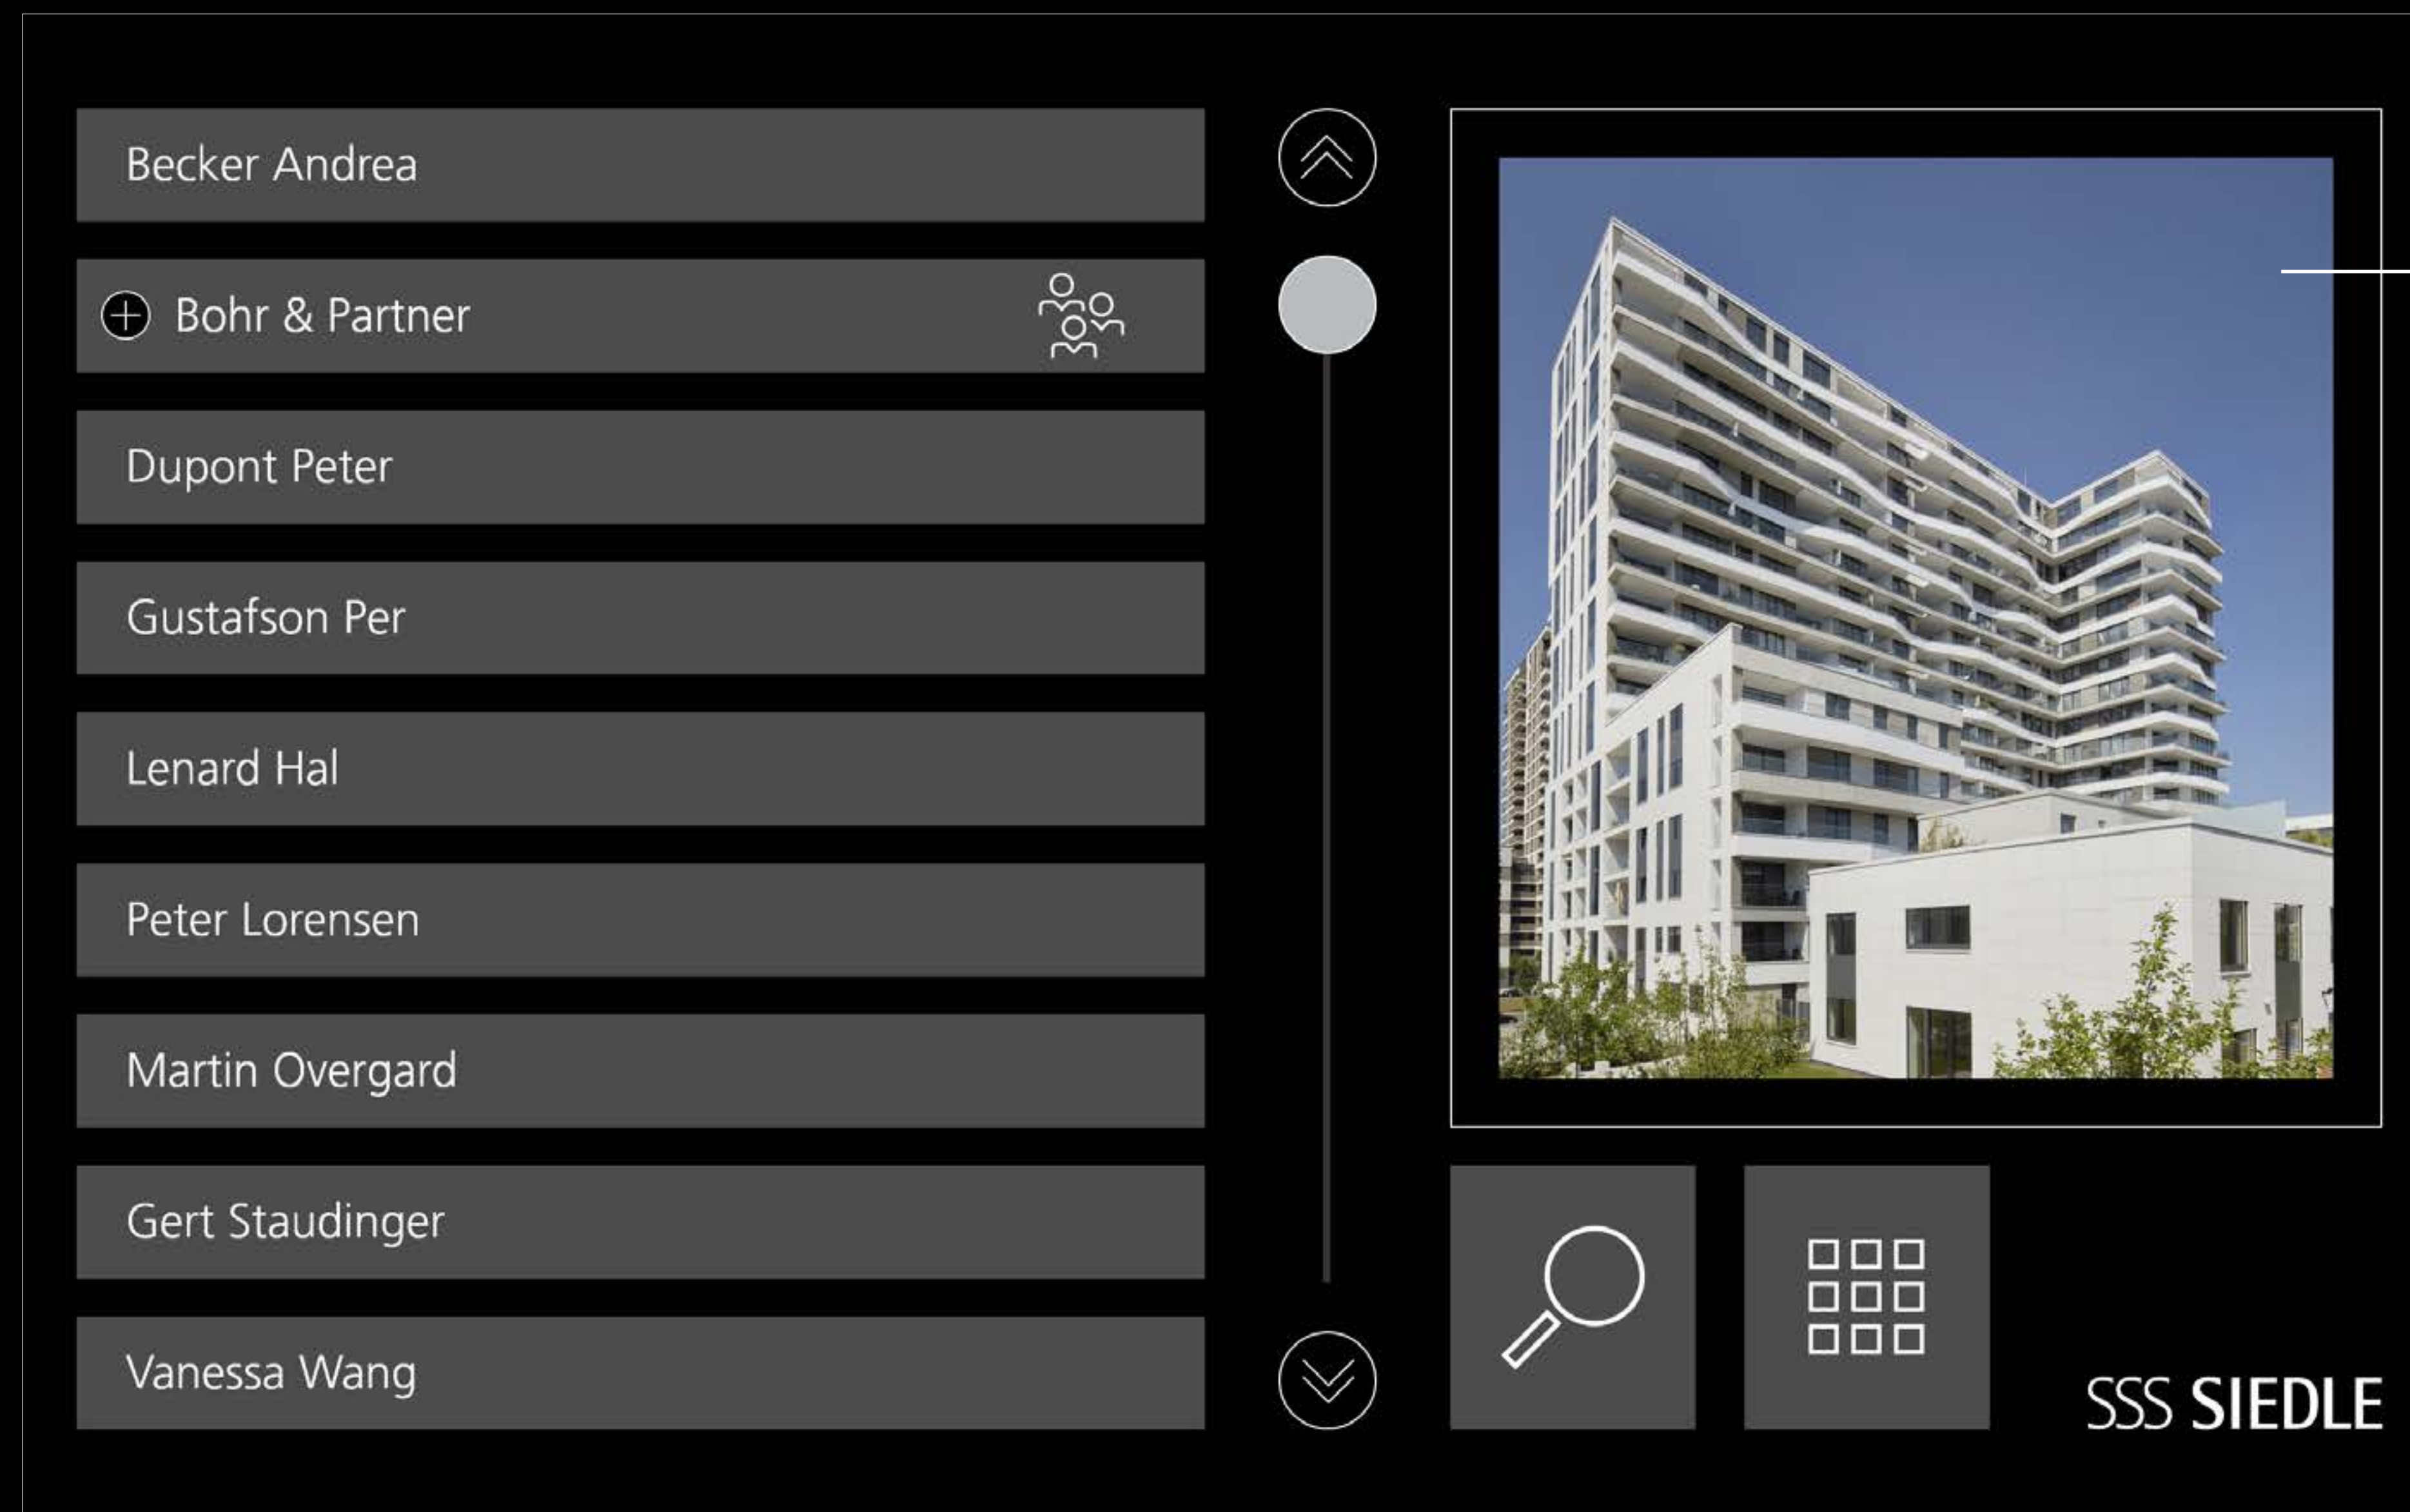 Becker Andrea
Bohr & Partner
Dupont Peter
Gustafson Per
Lenard Hal
Peter Lorensen
Martin Overgard
Gert Staudinger
Vanessa Wang
SSS SIEDLE